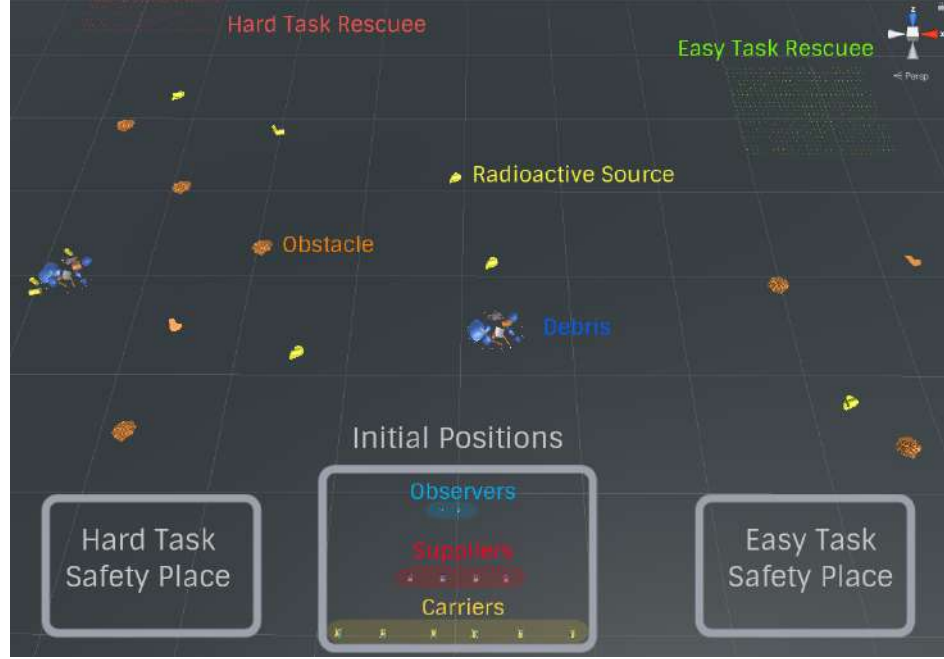 Hard Task Rescuee
z
x
Easy Task Rescuee
Persp
Radioactive Source
Obstacle
Debris
Initial Positions
Observers
Hard Task
Safety Place
Suppliers
Easy Task
Safety Place
Carriers